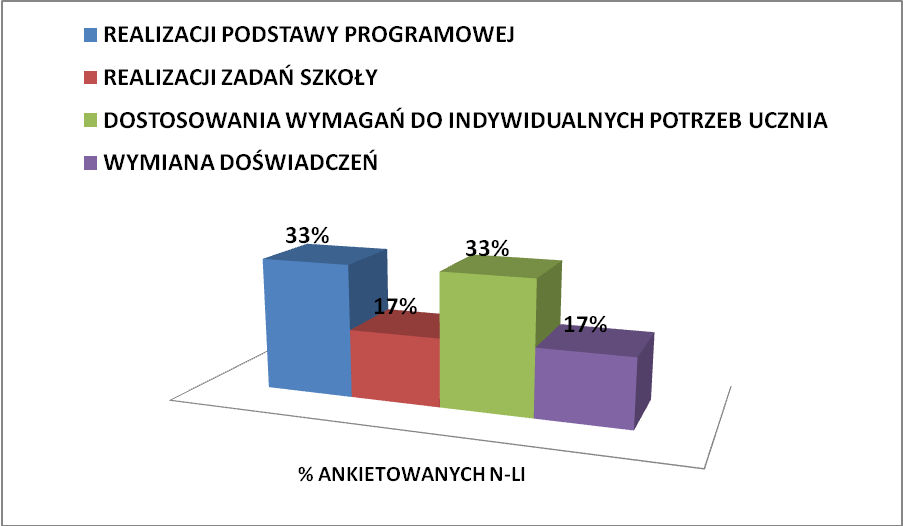 REALIZACJI PODSTAWY PROGRAMOWEJ
REALIZACJI ZADAŃ SZKOŁY
DOSTOSOWANIA WYMAGAŃ DO INDYWIDUALNYCH POTRZEB UCZNIA
WYMIANA DOŚWIADCZEŃ
33%
17%
33%
17%
% ANKIETOWANYCH N-LI